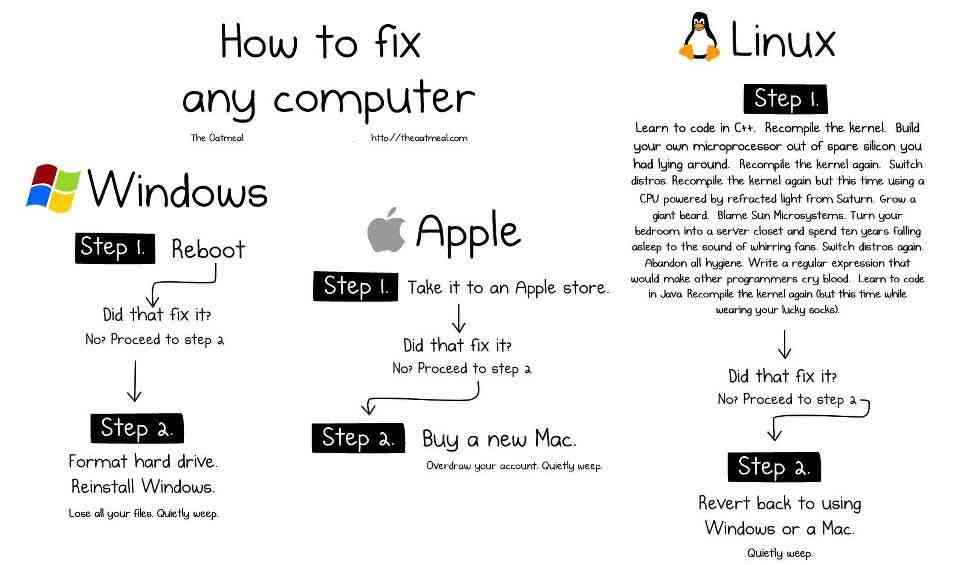 How to fix
any computer
The Oatmeal http://theoatmeal.com
Windows
Step 1. Reboot
Did that fix it?
No? Proceed to step 2
Step 2.
Format hard drive.
Reinstall Windows.
Lose all your files. Quietly weep.
Apple
Step 1. Take it to an Apple store.
Did that fix it?
No? Proceed to step 2
Step 2. Buy a new Mac.
Overdraw your account. Quietly weep.
Linux
Step 1.
Learn to code in C++. Recompile the kernel. Build
your own microprocessor out of spare silicon you
had lying around. Recompile the kernel again. Switch
distros. Recompile the kernel again but this time using a
CPU powered by refracted light from Saturn. Grow a
giant beard. Blame Sun Microsystems. Turn your
bedroom into a server closet and spend ten years falling
asleep to the sound of whirring fans. Switch distros again.
Abandon all hygiene. Write a regular expression that
would make other programmers cry blood. Learn to code
in Java. Recompile the kernel again (but this time while
wearing your lucky socks).
Did that fix it?
No? Proceed to step 2
Step 2.
Revert back to using
Windows or a Mac.
Quietly weep.